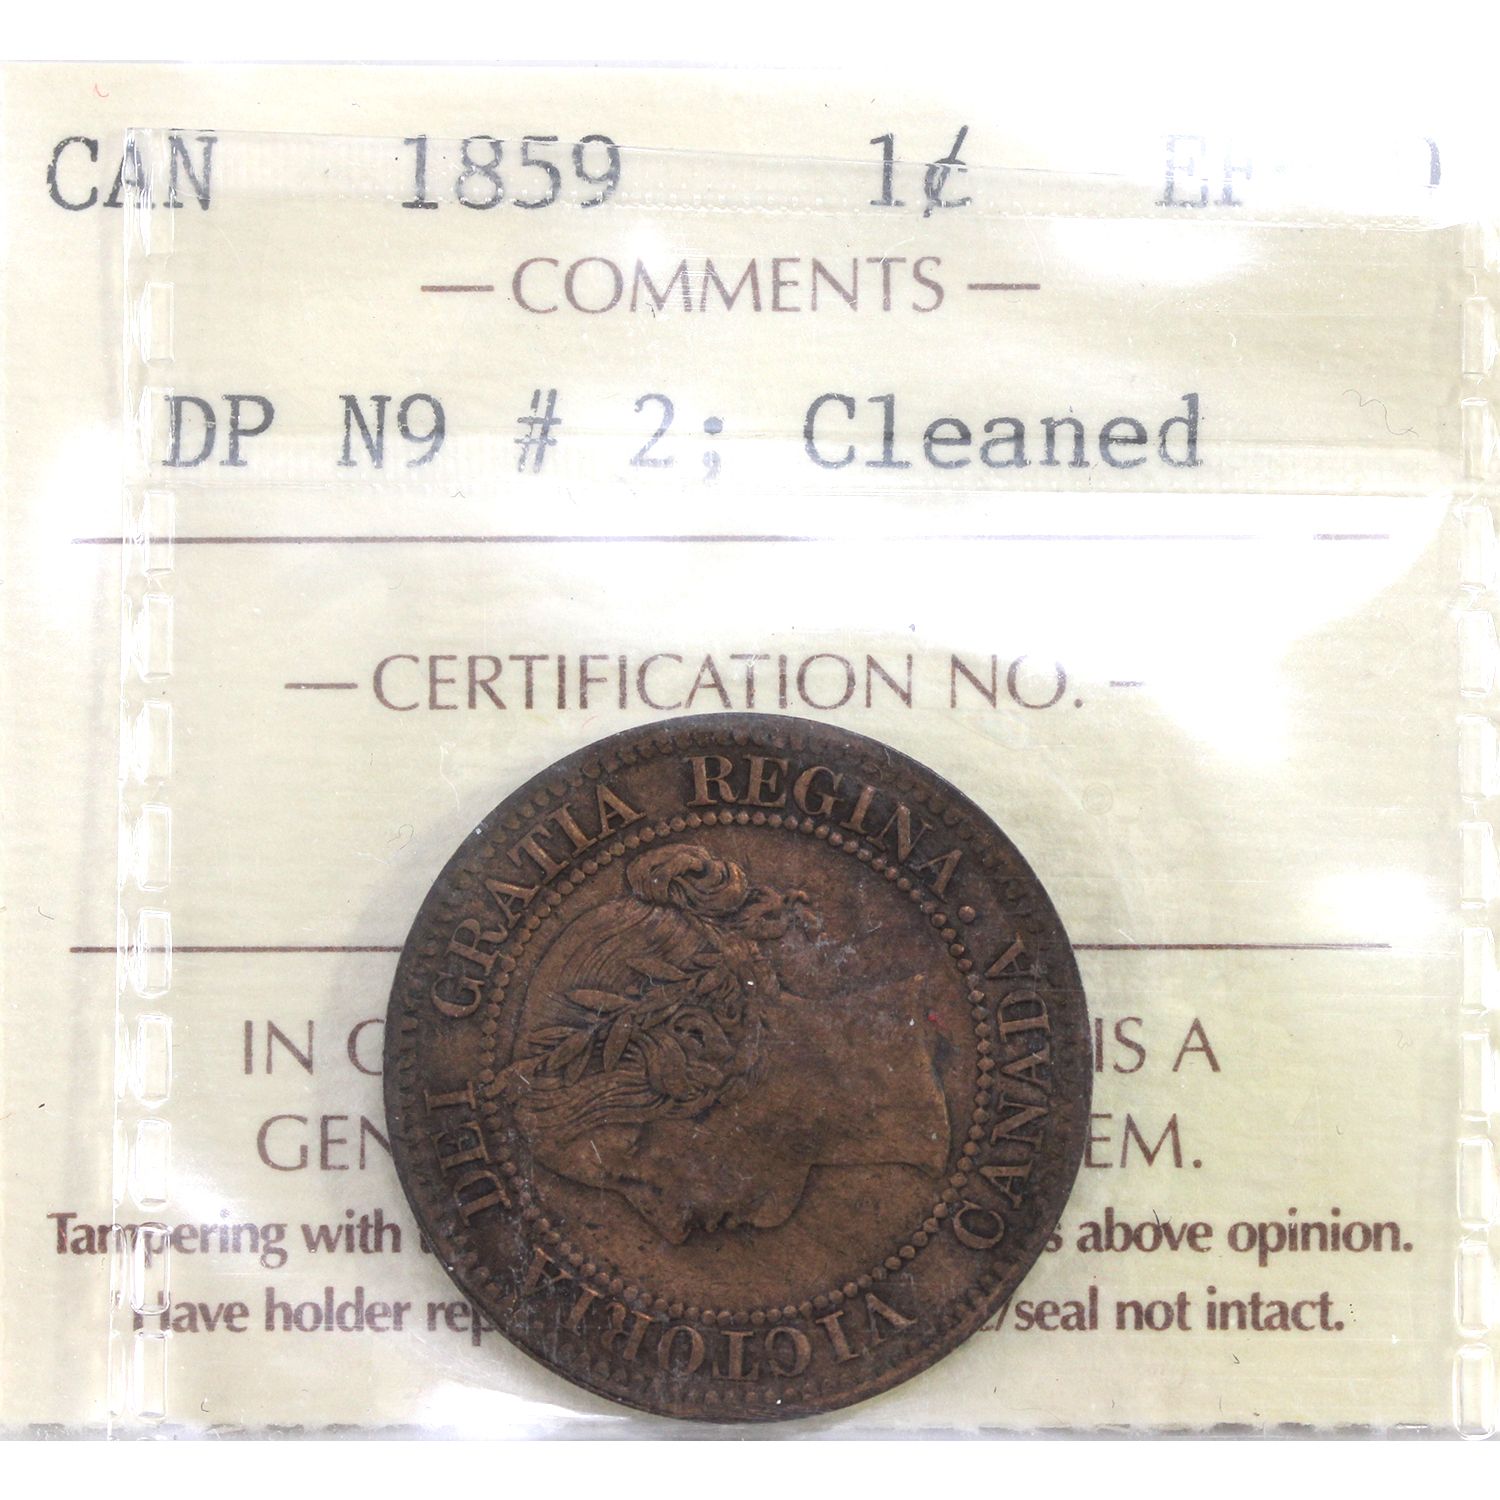 CAN 1859 1¢
— COMMENTS —
DP N9 # 2; Cleaned
— CERTIFICATION NO. —
VICTORIA DEI GRATIA REGINA. CANADA
IN IS A
GEN EM.
Tampering with above opinion.
Have holder rep /seal not intact.